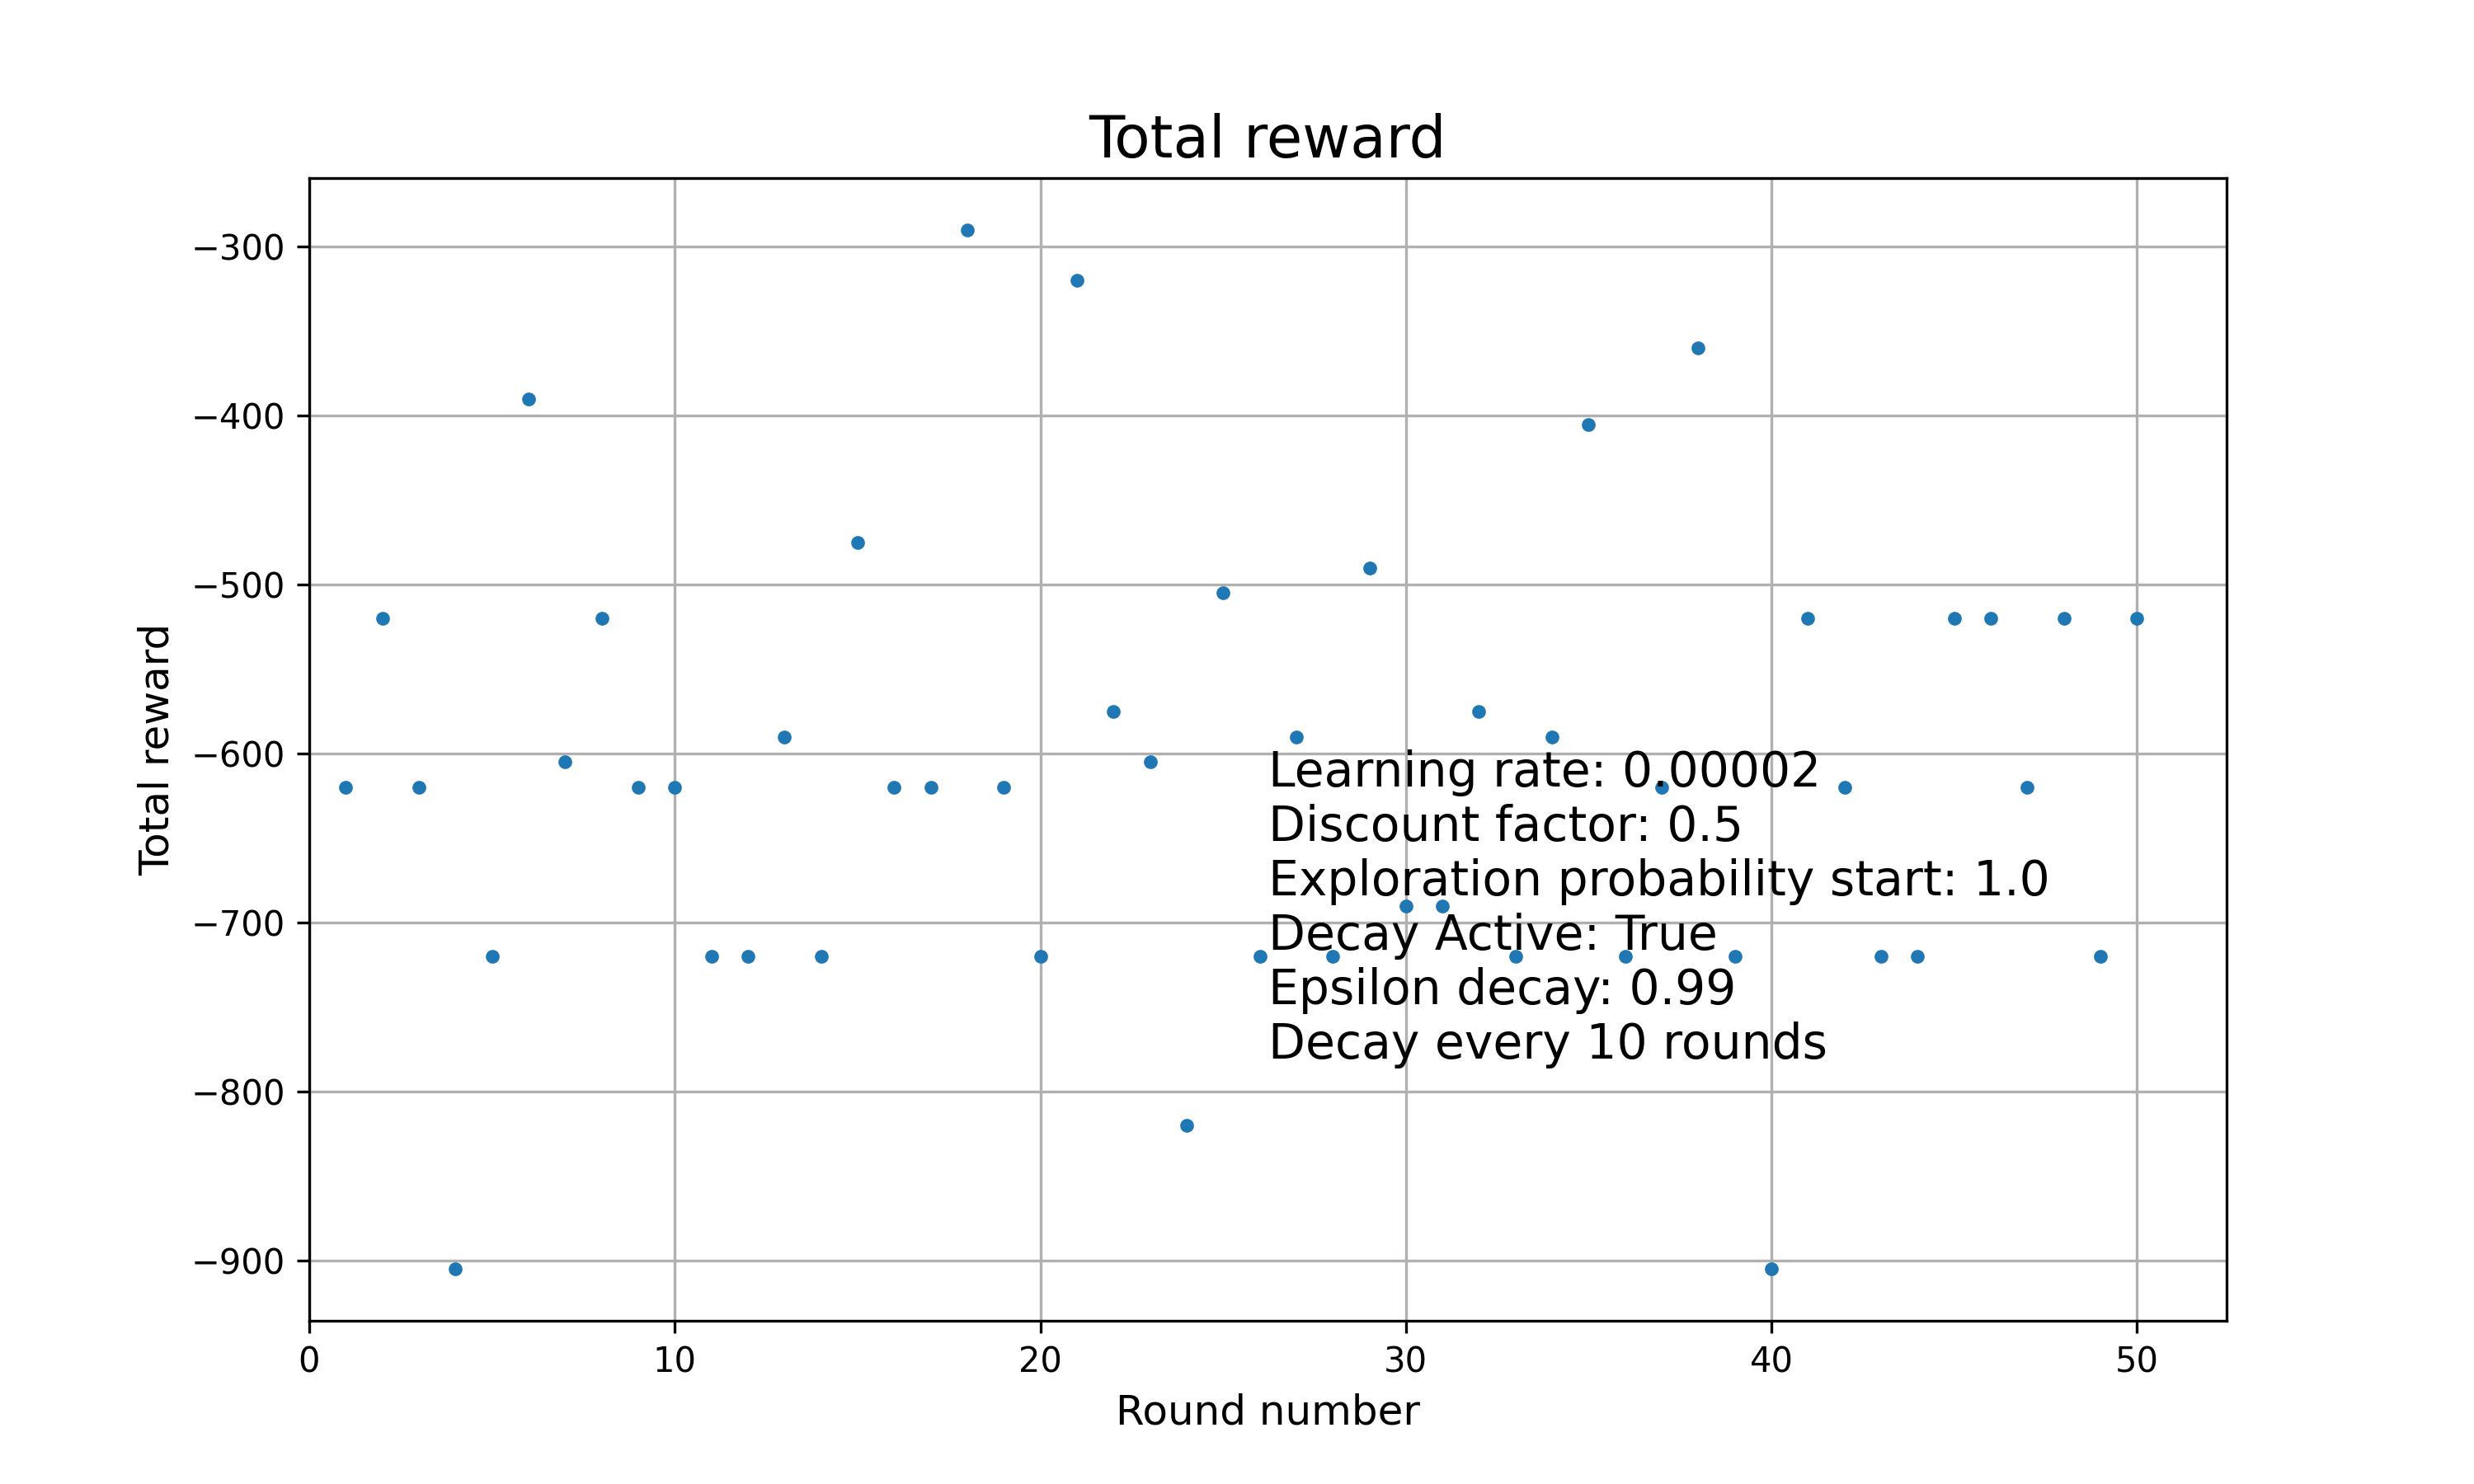 Total reward
−300
−400
−500
−600
−700
−800
−900
Total reward
Learning rate: 0.00002
Discount factor: 0.5
Exploration probability start: 1.0
Decay Active: True
Epsilon decay: 0.99
Decay every 10 rounds
0 10 20 30 40 50
Round number